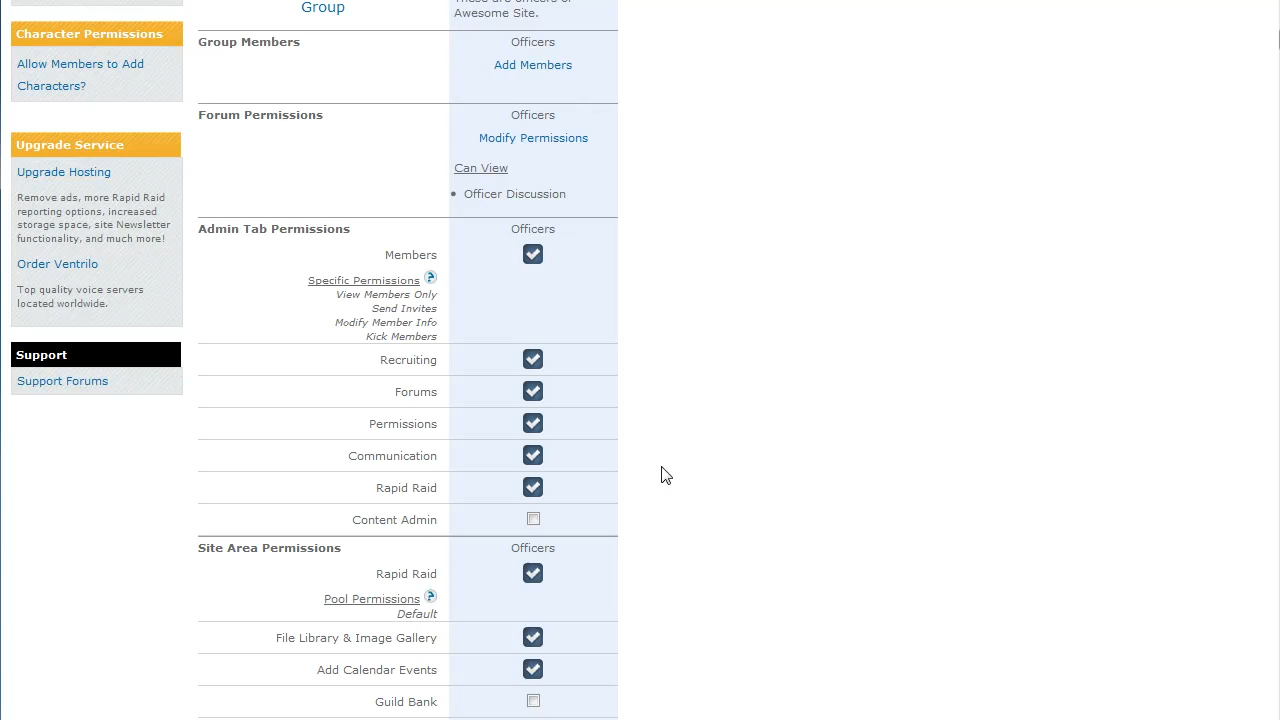 Group
These are officers of
Awesome Site.
Character Permissions
Allow Members to Add
Characters?
Upgrade Service
Upgrade Hosting
Remove ads, more Rapid Raid
reporting options, increased
storage space, site Newsletter
functionality, and much more!
Order Ventrilo
Top quality voice servers
located worldwide.
Support
Support Forums
Group Members
Officers
Add Members
Forum Permissions
Officers
Modify Permissions
Can View
• Officer Discussion
Admin Tab Permissions
Officers
Members
Specific Permissions ?
View Members Only
Send Invites
Modify Member Info
Kick Members
Recruiting
Forums
Permissions
Communication
Rapid Raid
Content Admin
Site Area Permissions
Officers
Rapid Raid
Pool Permissions ?
Default
File Library & Image Gallery
Add Calendar Events
Guild Bank